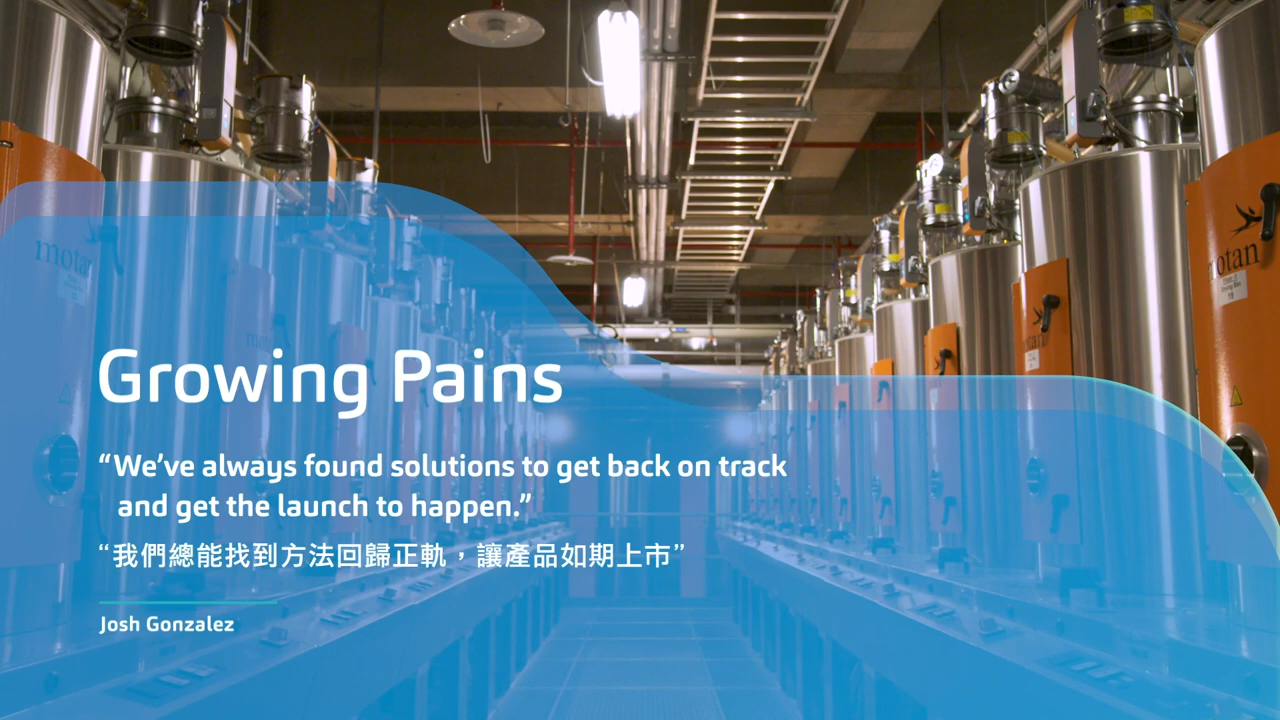 Growing Pains
“We’ve always found solutions to get back on track
and get the launch to happen.”
“我們總能找到方法回歸正軌，讓產品如期上市”
Josh Gonzalez
motan
motan